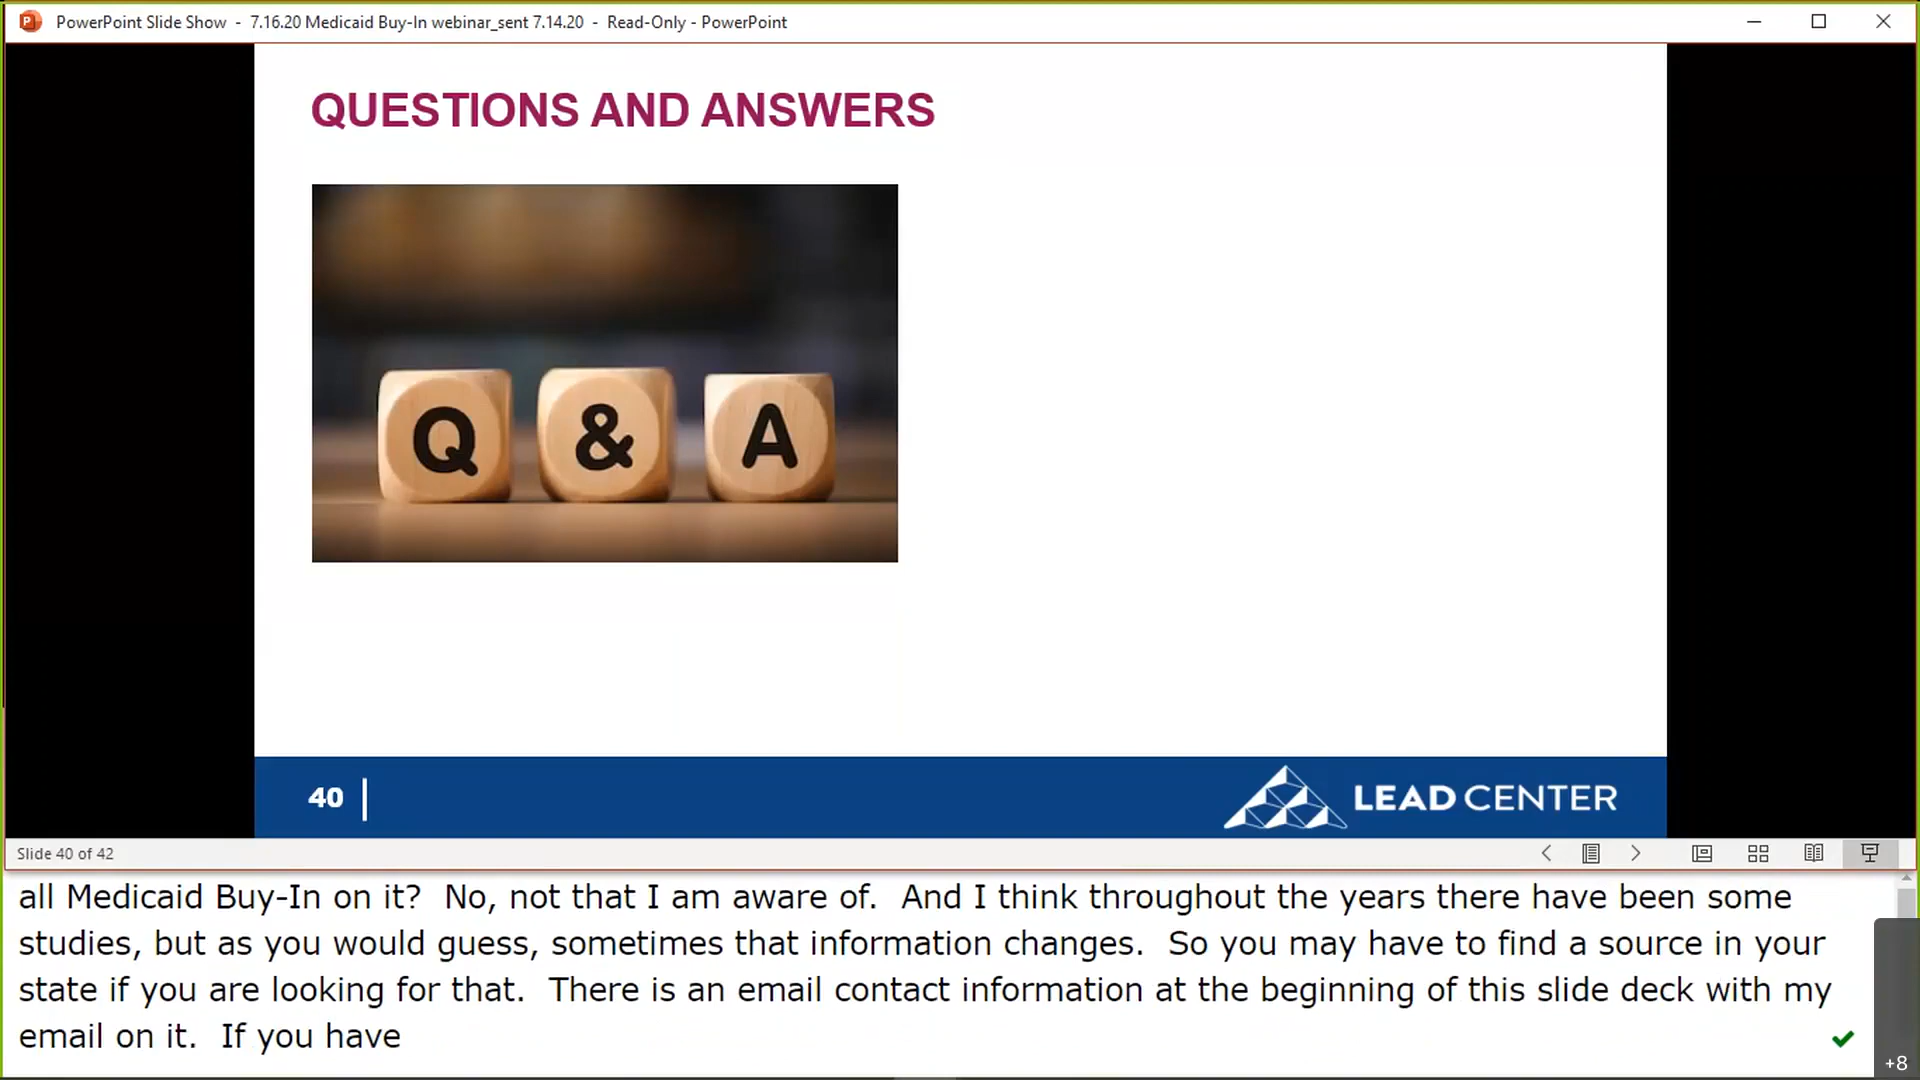 PowerPoint Slide Show - 7.16.20 Medicaid Buy-In webinar_sent 7.14.20 - Read-Only - PowerPoint
QUESTIONS AND ANSWERS
Q & A
40
LEAD CENTER
Slide 40 of 42
all Medicaid Buy-In on it? No, not that I am aware of. And I think throughout the years there have been some
studies, but as you would guess, sometimes that information changes. So you may have to find a source in your
state if you are looking for that. There is an email contact information at the beginning of this slide deck with my
email on it. If you have
+8